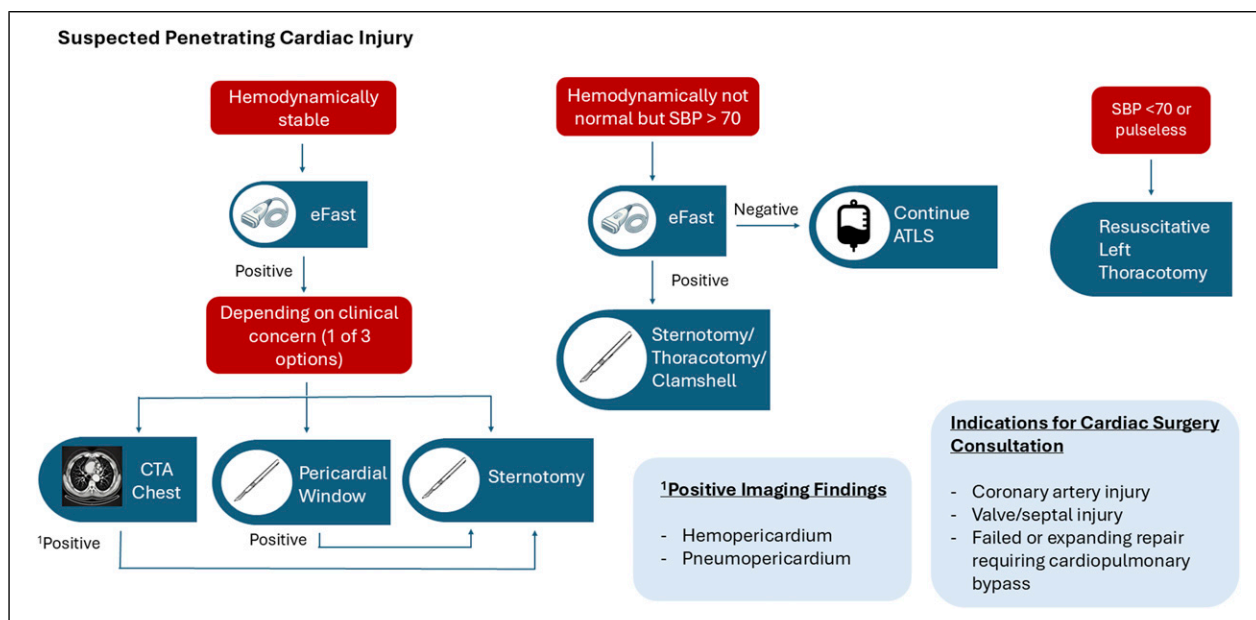 Suspected Penetrating Cardiac Injury
Hemodynamically
stable
eFast
Positive
Depending on clinical
concern (1 of 3
options)
CTA
Chest
Pericardial
Window
Sternotomy
¹Positive
Positive
Hemodynamically not
normal but SBP > 70
eFast
Negative
Continue
ATLS
Positive
Sternotomy/
Thoracotomy/
Clamshell
SBP <70 or
pulseless
Resuscitative
Left
Thoracotomy
¹Positive Imaging Findings
- Hemopericardium
- Pneumopericardium
Indications for Cardiac Surgery
Consultation
- Coronary artery injury
- Valve/septal injury
- Failed or expanding repair
requiring cardiopulmonary
bypass